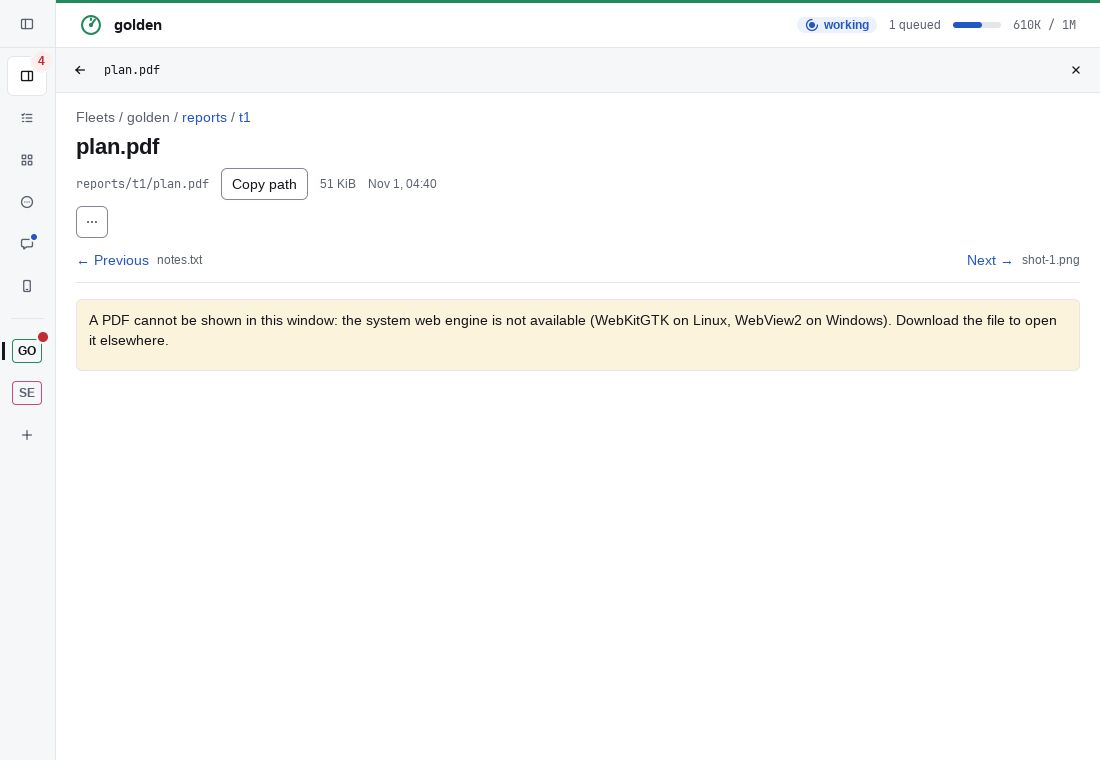 golden
working
1 queued
610K / 1M
4
plan.pdf
Fleets / golden / reports / t1
plan.pdf
reports/t1/plan.pdf
Copy path
51 KiB
Nov 1, 04:40
← Previous notes.txt
Next → shot-1.png
A PDF cannot be shown in this window: the system web engine is not available (WebKitGTK on Linux, WebView2 on Windows). Download the file to open
it elsewhere.
GO
SE